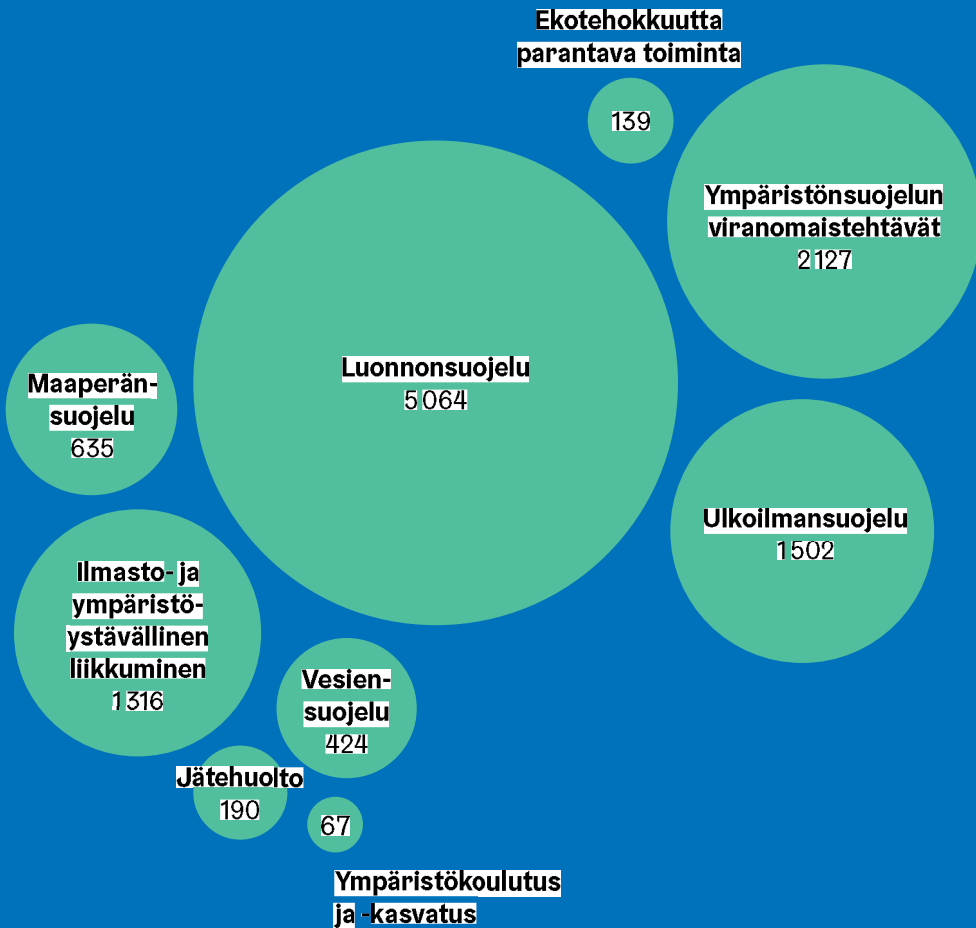 Ekotehokkuutta
parantava toiminta
139
Ympäristönsuojelun
viranomaistehtävät
2 127
Luonnonsuojelu
5 064
Maaperän-
suojelu
635
Ulkoilmansuojelu
1 502
Ilmasto- ja
ympäristö-
ystävällinen
liikkuminen
1 316
Vesien-
suojelu
424
Jätehuolto
190
67
Ympäristökoulutus
ja -kasvatus